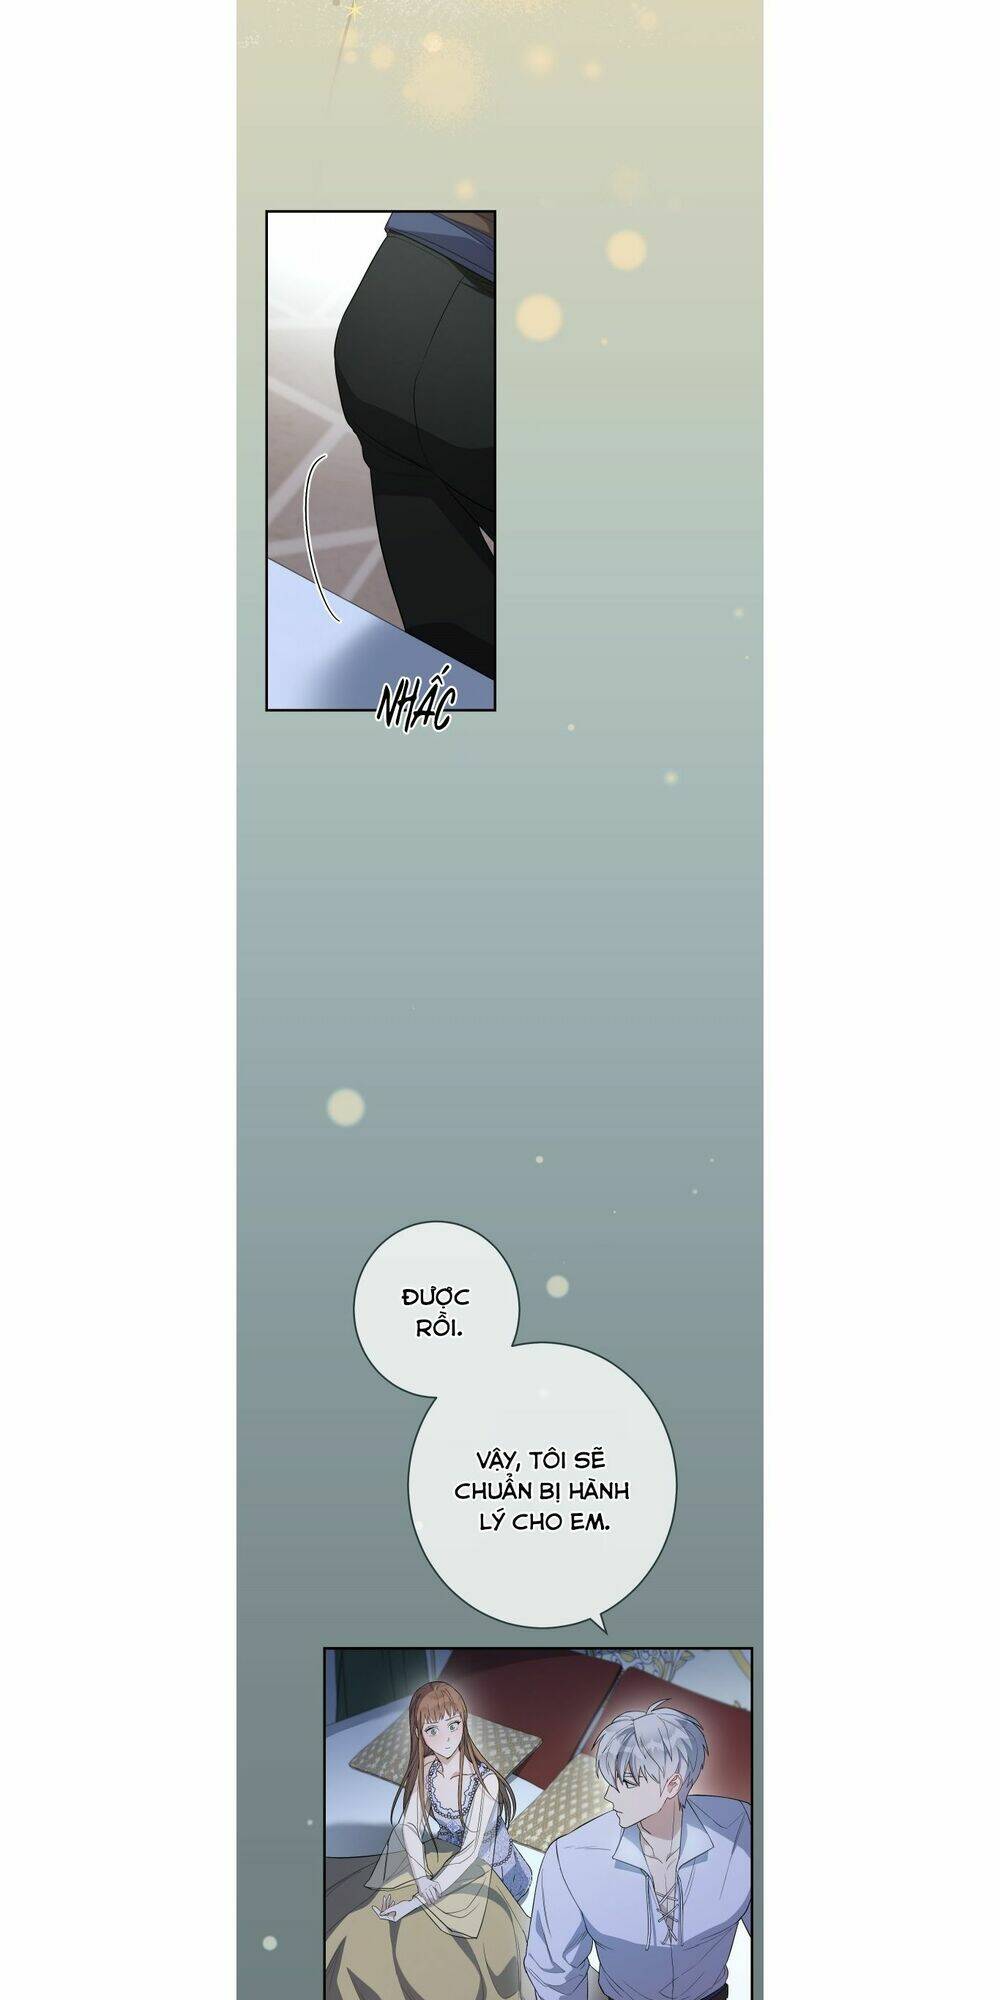 NHẤC
ĐƯỢC
RỒI.
VẬY, TÔI SẼ
CHUẨN BỊ HÀNH
LÝ CHO EM.